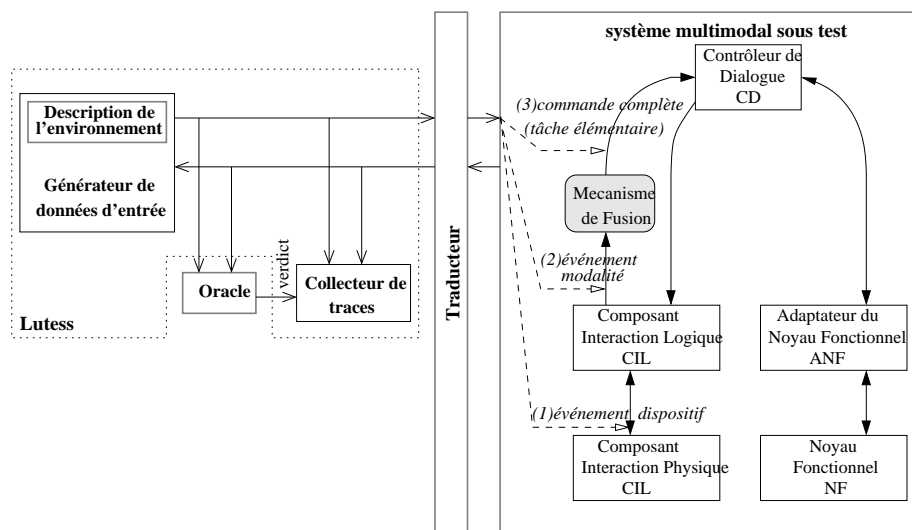 système multimodal sous test
Contrôleur de
Dialogue
CD
(3)commande complète
(tâche élémentaire)
Description de
l'environnement
Générateur de
données d'entrée
Mecanisme
de Fusion
(2)événement
modalité
verdict
Oracle
Collecteur de
traces
Lutess
Traducteur
Composant
Interaction Logique
CIL
Adaptateur du
Noyau Fonctionnel
ANF
(1)événement dispositif
Composant
Interaction Physique
CIL
Noyau
Fonctionnel
NF